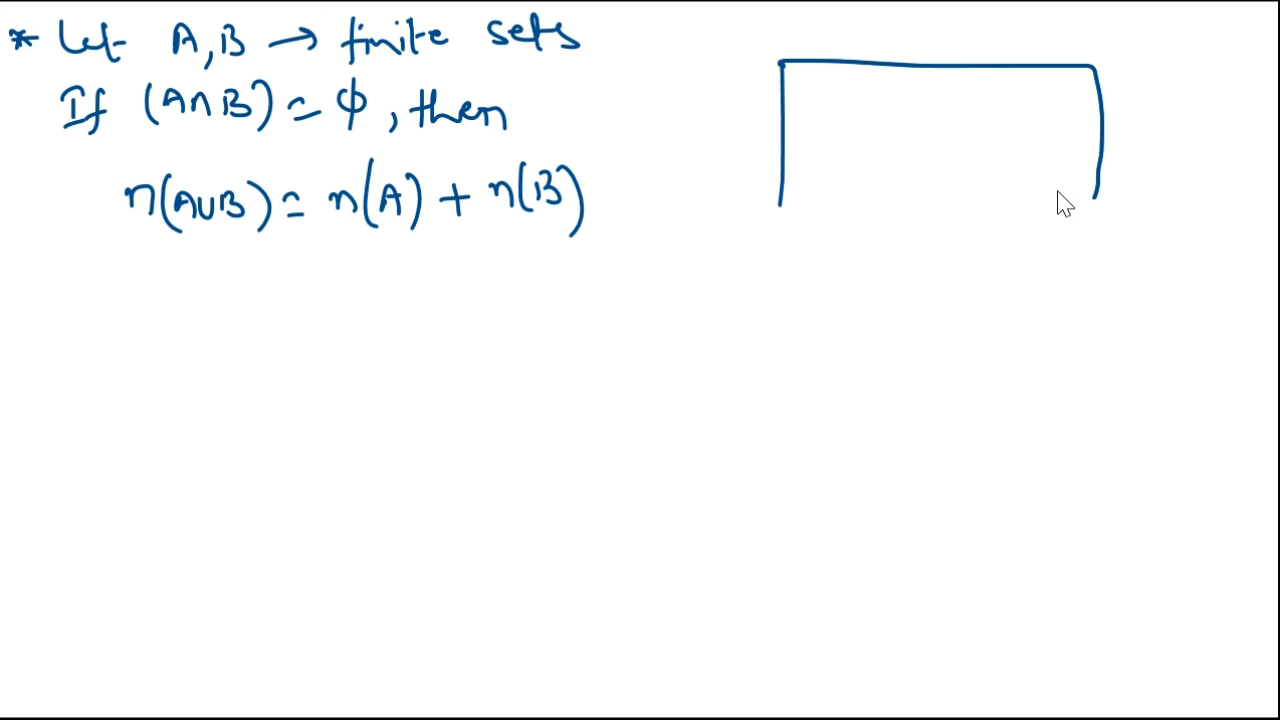 * Let A, B → finite sets
If (A∩B) = ϕ, then
n(A∪B) = n(A) + n(B)